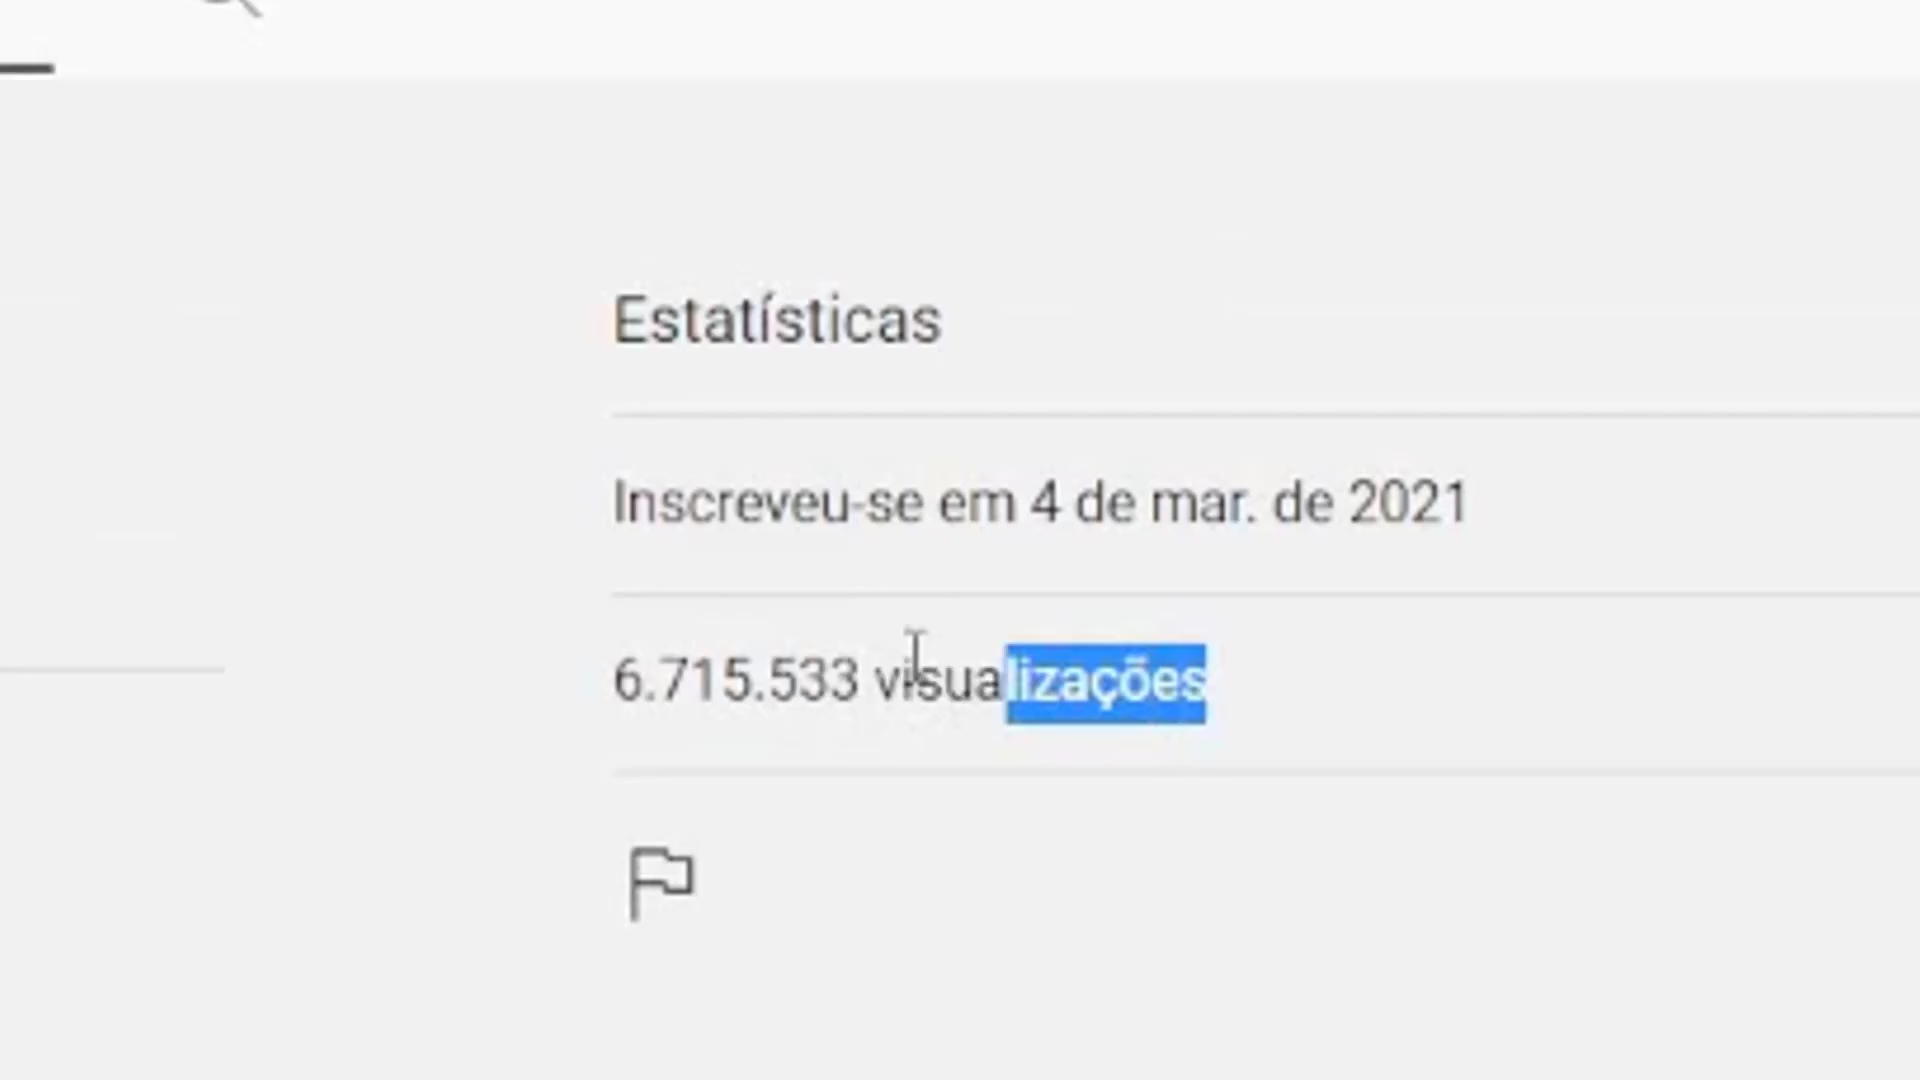 Estatísticas
Inscreveu-se em 4 de mar. de 2021
6.715.533 visualizações